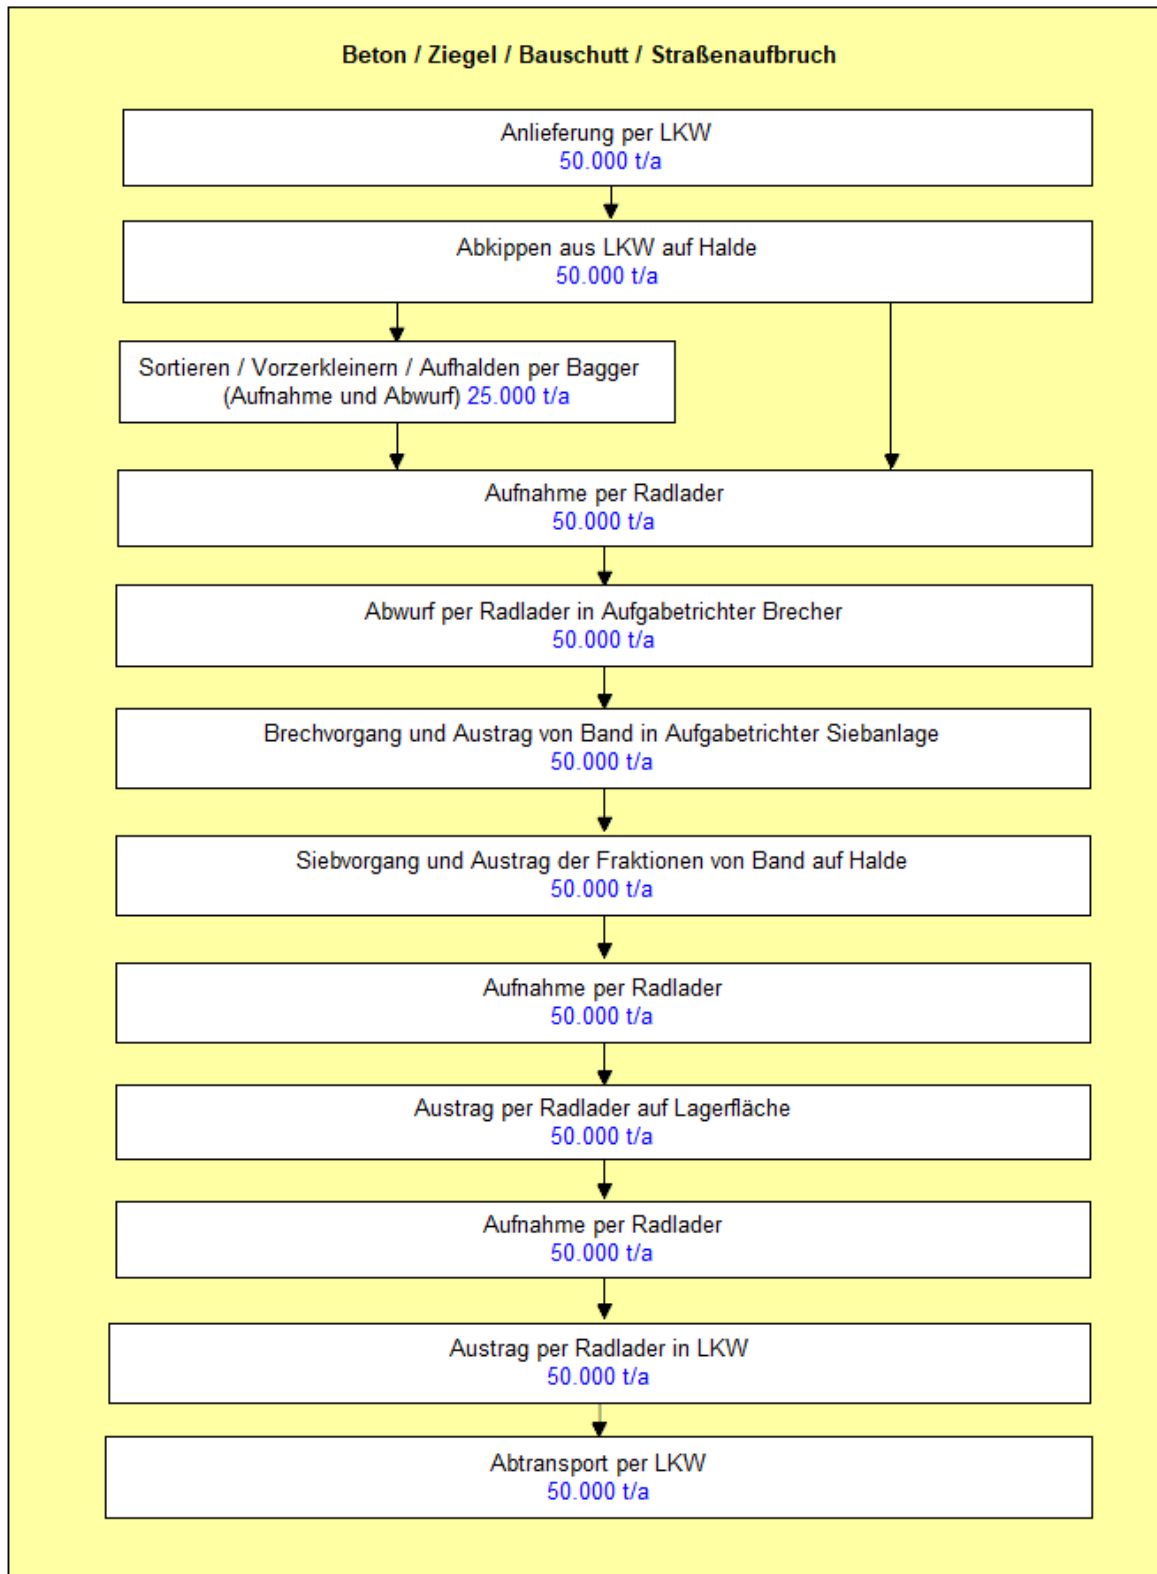 Beton / Ziegel / Bauschutt / Straßenaufbruch
Anlieferung per LKW
50.000 t/a
Abkippen aus LKW auf Halde
50.000 t/a
Sortieren / Vorzerkleinern / Aufhalden per Bagger
(Aufnahme und Abwurf) 25.000 t/a
Aufnahme per Radlader
50.000 t/a
Abwurf per Radlader in Aufgabetrichter Brecher
50.000 t/a
Brechvorgang und Austrag von Band in Aufgabetrichter Siebanlage
50.000 t/a
Siebvorgang und Austrag der Fraktionen von Band auf Halde
50.000 t/a
Aufnahme per Radlader
50.000 t/a
Austrag per Radlader auf Lagerfläche
50.000 t/a
Aufnahme per Radlader
50.000 t/a
Austrag per Radlader in LKW
50.000 t/a
Abtransport per LKW
50.000 t/a